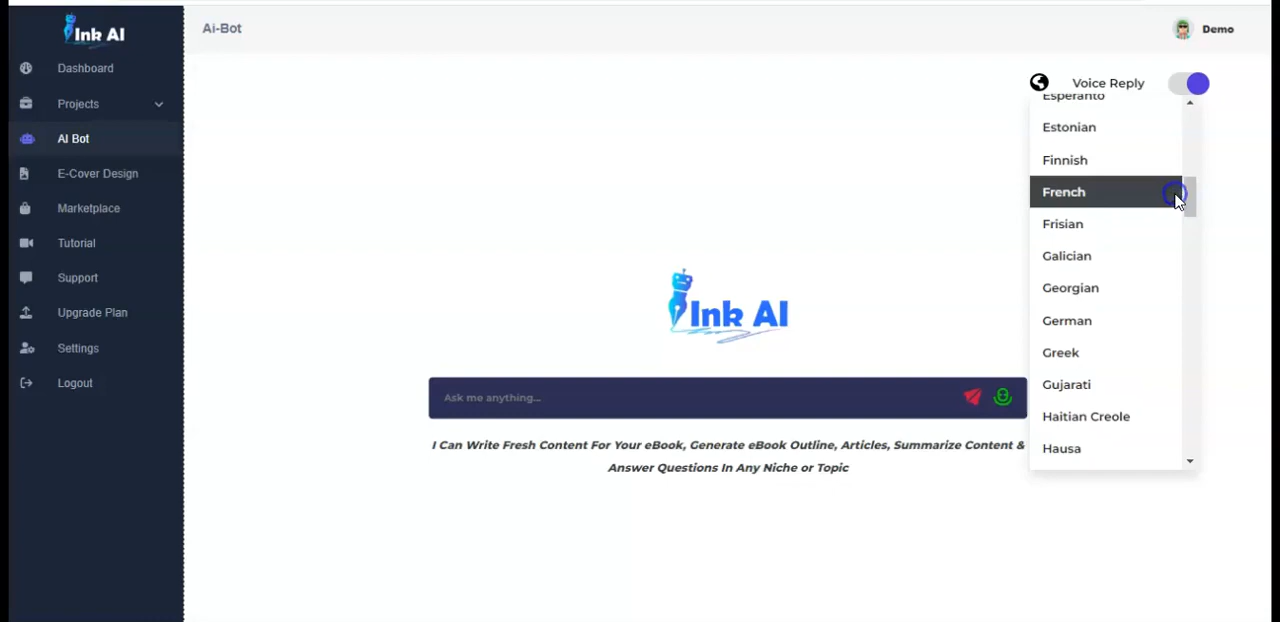 Ink AI
Ai-Bot
Demo
Dashboard
Projects
AI Bot
E-Cover Design
Marketplace
Tutorial
Support
Upgrade Plan
Settings
Logout
Voice Reply
Esperanto
Estonian
Finnish
French
Frisian
Galician
Georgian
German
Greek
Gujarati
Haitian Creole
Hausa
Ink AI
Ask me anything...
I Can Write Fresh Content For Your eBook, Generate eBook Outline, Articles, Summarize Content &
Answer Questions In Any Niche or Topic